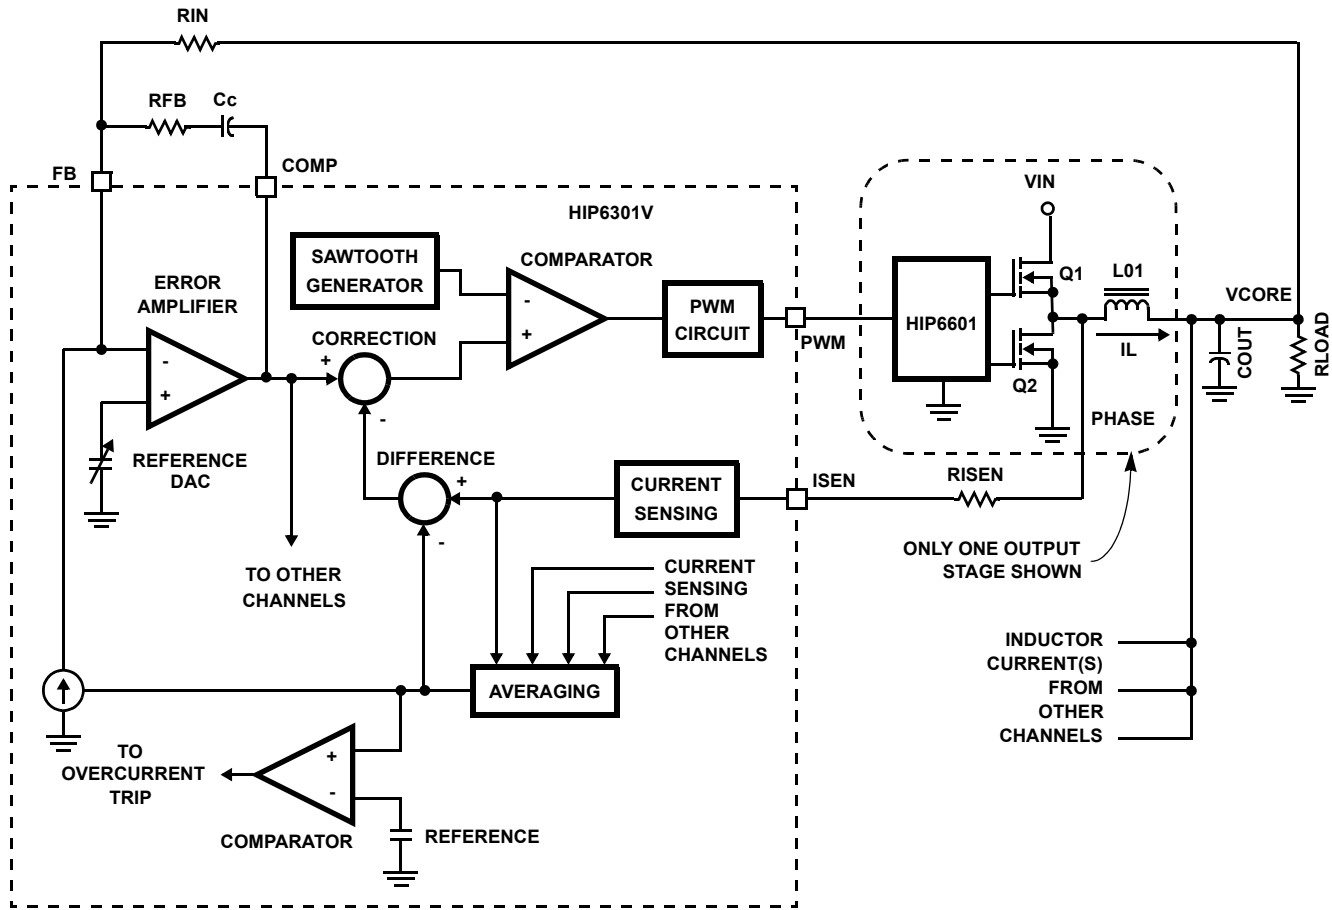 RIN
RFB
Cc
FB
COMP
HIP6301V
VIN
SAWTOOTH
GENERATOR
COMPARATOR
ERROR
AMPLIFIER
-
+
-
+
PWM
CIRCUIT
PWM
HIP6601
Q1
Q2
L01
IL
VCORE
COUT
RLOAD
PHASE
CORRECTION
+
-
REFERENCE
DAC
DIFFERENCE
+
-
CURRENT
SENSING
ISEN
RISEN
ONLY ONE OUTPUT
STAGE SHOWN
TO OTHER
CHANNELS
CURRENT
SENSING
FROM
OTHER
CHANNELS
INDUCTOR
CURRENT(S)
FROM
OTHER
CHANNELS
AVERAGING
TO
OVERCURRENT
TRIP
+
-
COMPARATOR
REFERENCE